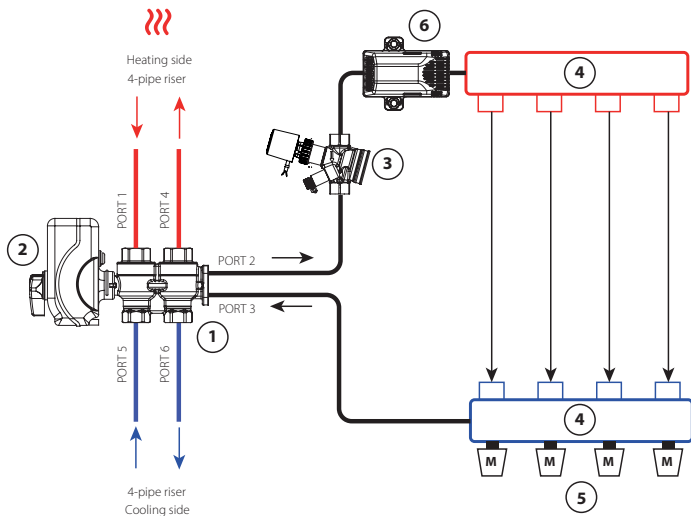 6
Heating side
4-pipe riser
4
3
PORT 1
PORT 4
2
PORT 2
PORT 3
1
PORT 5
PORT 6
4
M M M M
5
4-pipe riser
Cooling side